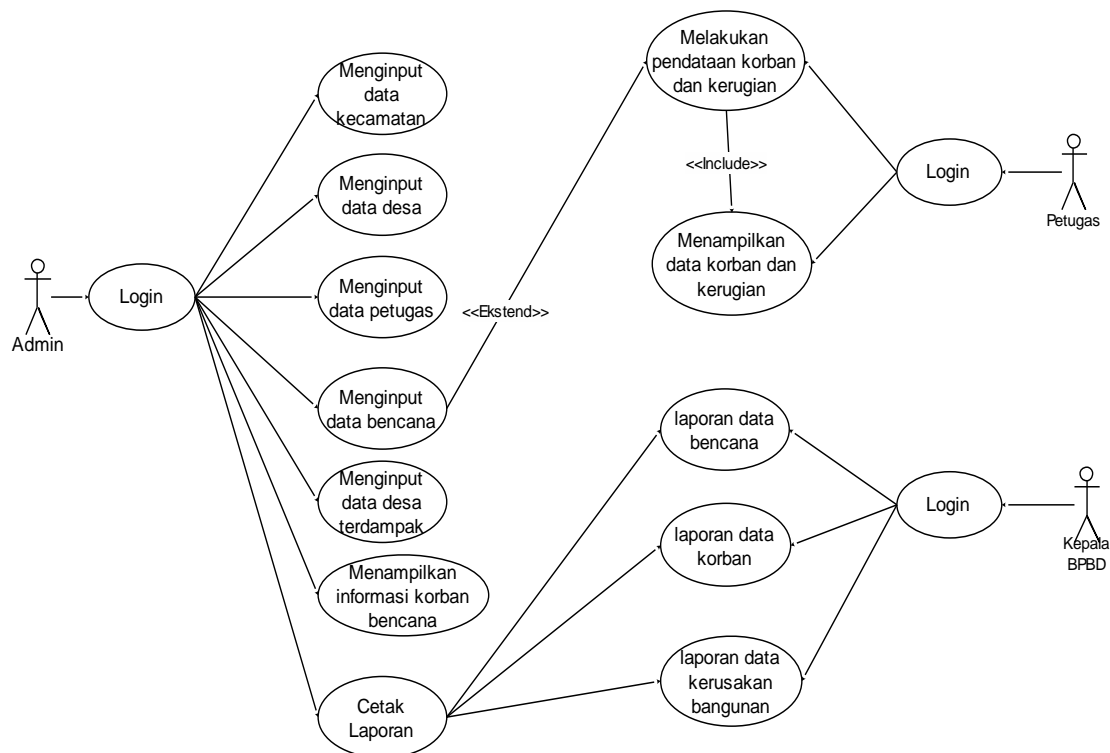 Melakukan
pendataan korban
dan kerugian
Menginput
data
kecamatan
<<Include>>
Login
Petugas
Menginput
data desa
Menampilkan
data korban dan
kerugian
Login
Admin
Menginput
data petugas
<<Ekstend>>
Menginput
data bencana
laporan data
bencana
Menginput
data desa
terdampak
Login
Kepala
BPBD
laporan data
korban
Menampilkan
informasi korban
bencana
laporan data
kerusakan
bangunan
Cetak
Laporan